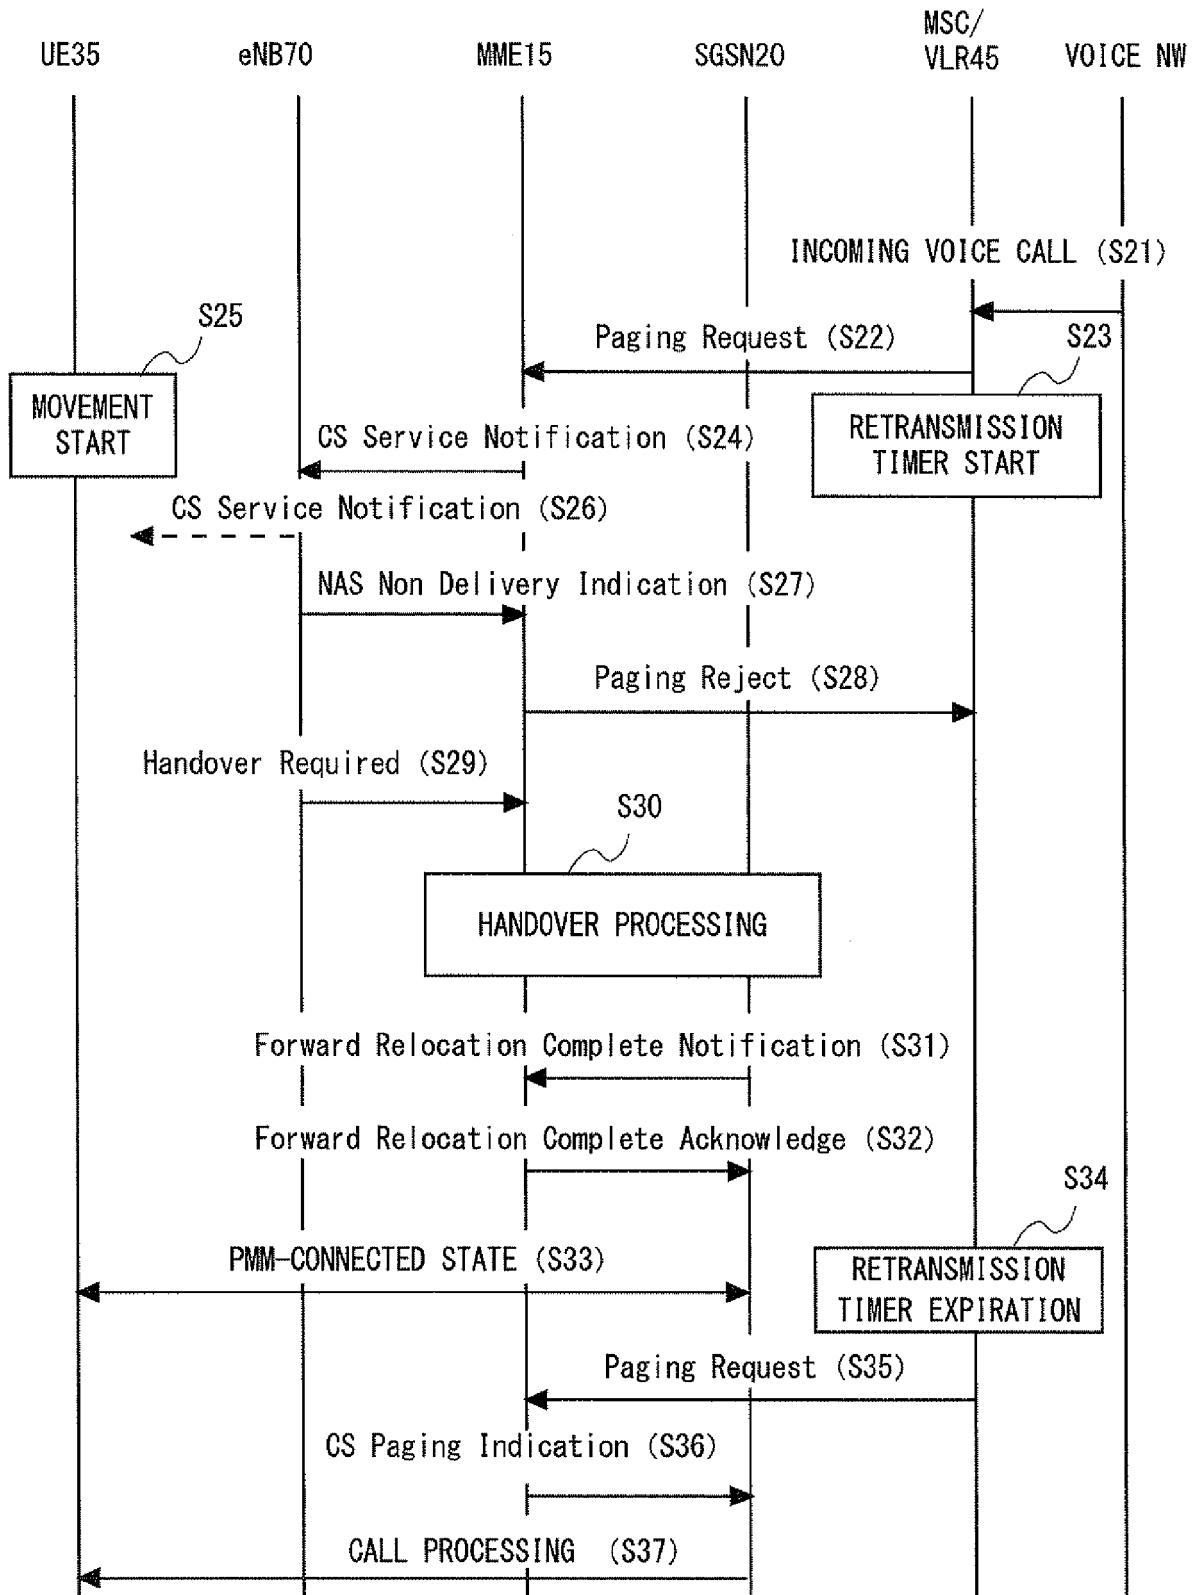 UE35
eNB70
MME15
SGSN20
MSC/
VLR45
VOICE NW
INCOMING VOICE CALL (S21)
S25
Paging Request (S22)
S23
MOVEMENT
START
RETRANSMISSION
TIMER START
CS Service Notification (S24)
CS Service Notification (S26)
NAS Non Delivery Indication (S27)
Paging Reject (S28)
Handover Required (S29)
S30
HANDOVER PROCESSING
Forward Relocation Complete Notification (S31)
Forward Relocation Complete Acknowledge (S32)
S34
PMM-CONNECTED STATE (S33)
RETRANSMISSION
TIMER EXPIRATION
Paging Request (S35)
CS Paging Indication (S36)
CALL PROCESSING (S37)